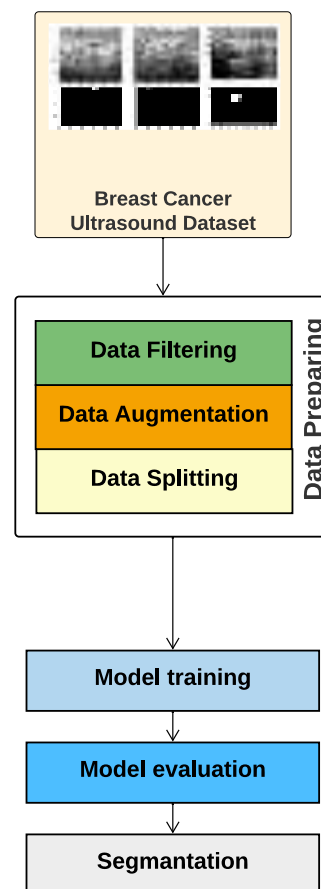 Breast Cancer
Ultrasound Dataset
Data Filtering
Data Augmentation
Data Splitting
Data Preparing
Model training
Model evaluation
Segmantation